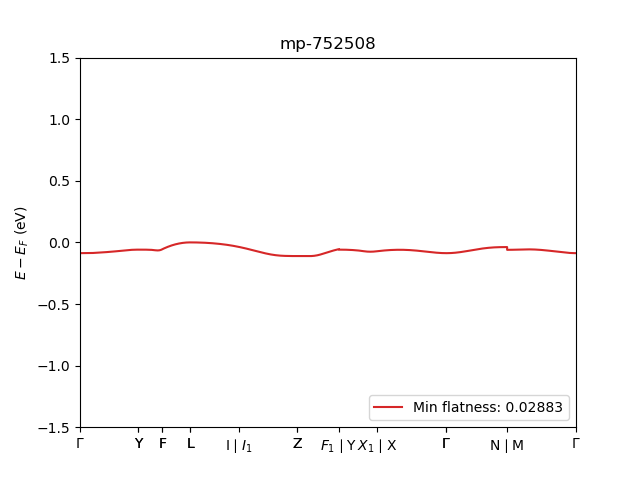 mp-752508
E − E_F (eV)
1.5
1.0
0.5
0.0
−0.5
−1.0
−1.5
Min flatness: 0.02883
Γ Y F L I | I₁ Z F₁ | Y X₁ | X Γ N | M Γ